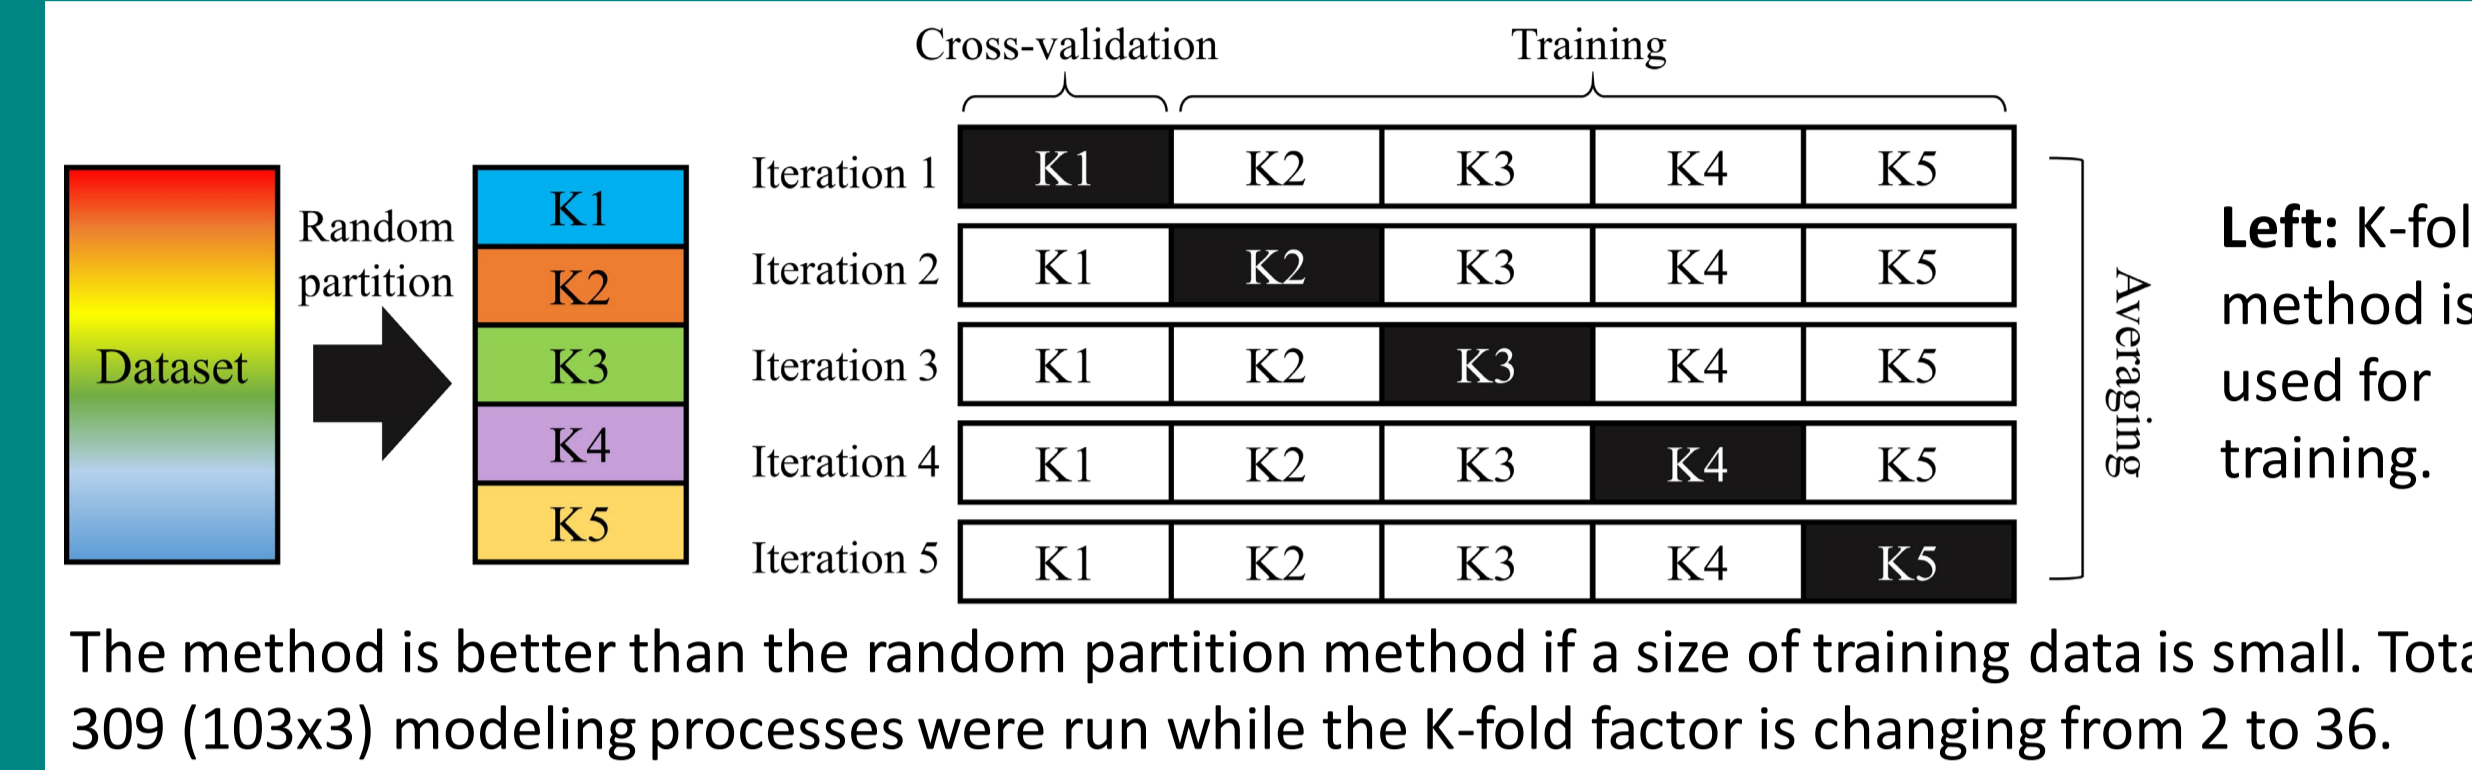 Cross-validation Training
Dataset
Random
partition
K1
K2
K3
K4
K5
Iteration 1 K1 K2 K3 K4 K5
Iteration 2 K1 K2 K3 K4 K5
Iteration 3 K1 K2 K3 K4 K5
Iteration 4 K1 K2 K3 K4 K5
Iteration 5 K1 K2 K3 K4 K5
Averaging
Left: K-fol
method is
used for
training.
The method is better than the random partition method if a size of training data is small. Tota
309 (103x3) modeling processes were run while the K-fold factor is changing from 2 to 36.